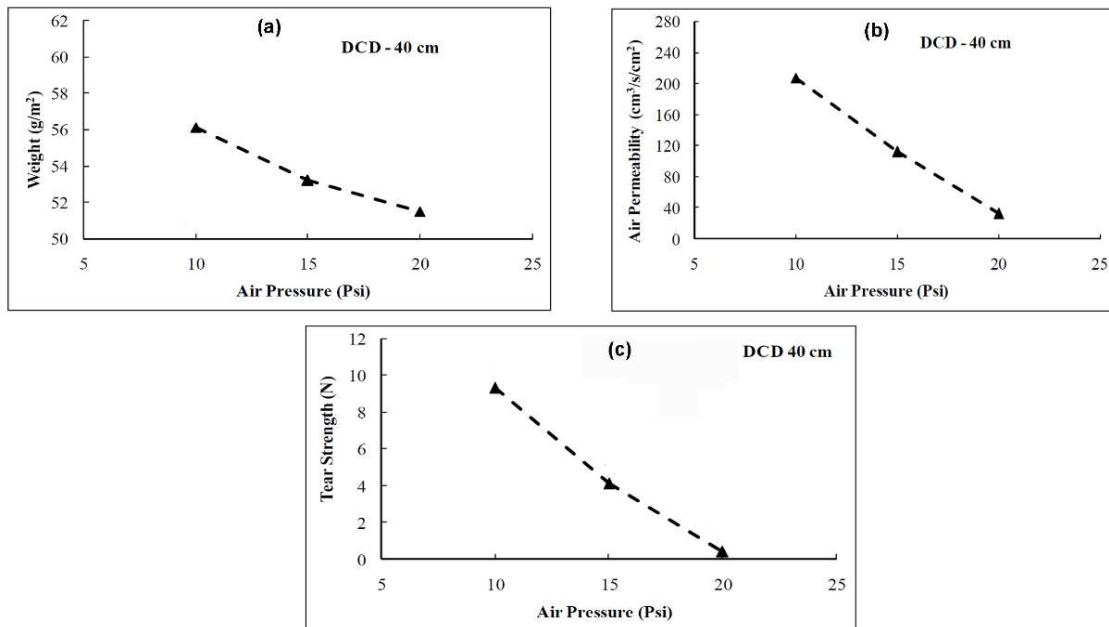 (a)
DCD - 40 cm
Weight (g/m²)
62
60
58
56
54
52
50
5 10 15 20 25
Air Pressure (Psi)
(b)
DCD - 40 cm
Air Permeability (cm³/s/cm²)
280
240
200
160
120
80
40
0
5 10 15 20 25
Air Pressure (Psi)
(c)
DCD 40 cm
Tear Strength (N)
12
10
8
6
4
2
0
5 10 15 20 25
Air Pressure (Psi)